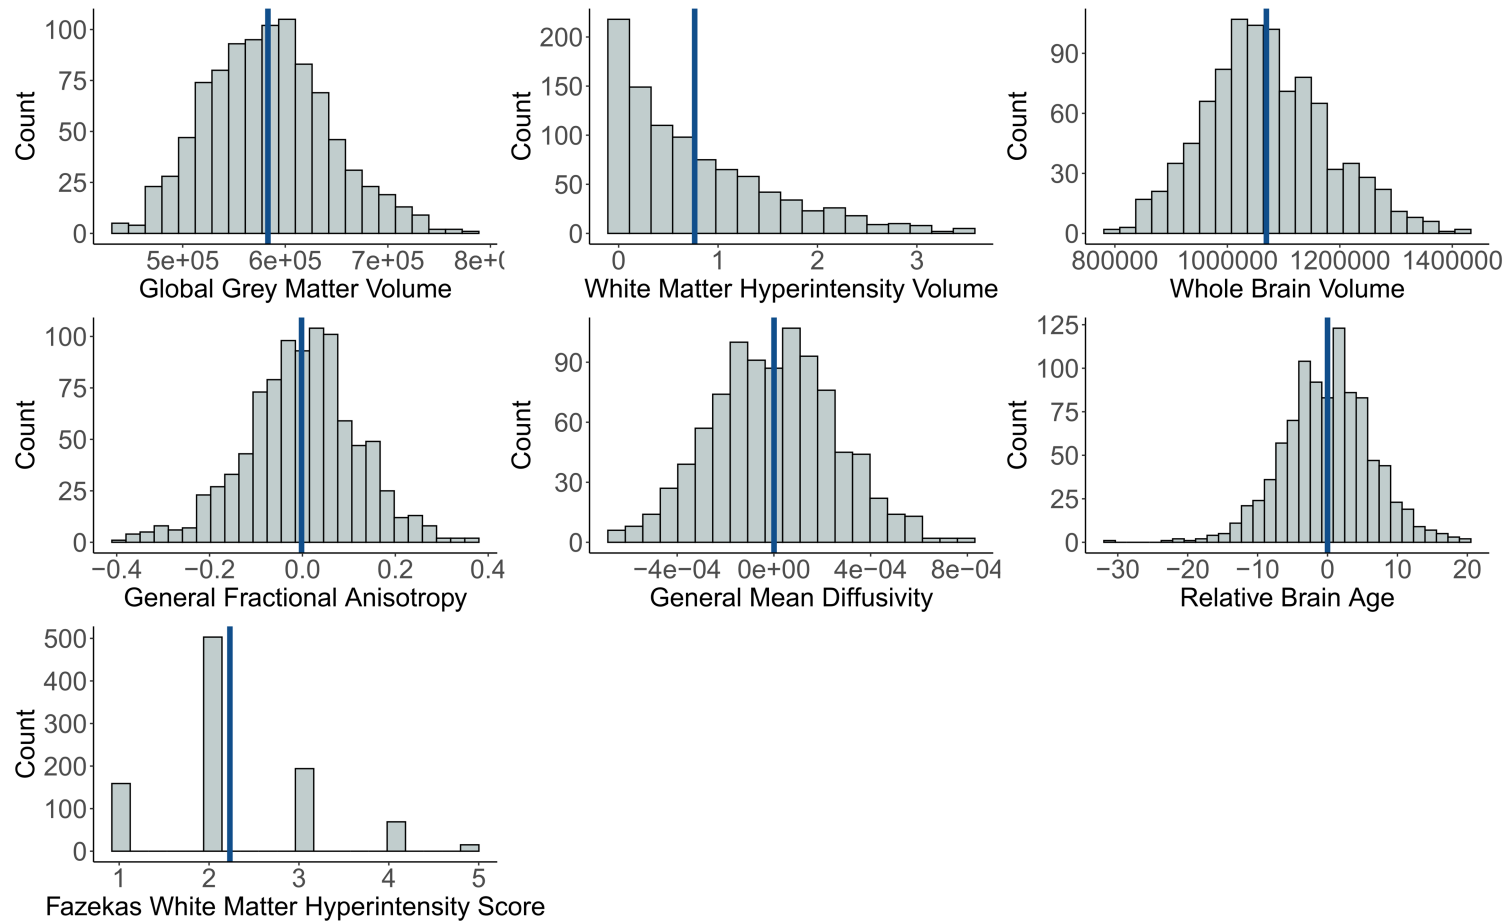 Count
100
75
50
25
0
5e+05 6e+05 7e+05 8e+0
Global Grey Matter Volume
Count
200
150
100
50
0
0 1 2 3
White Matter Hyperintensity Volume
Count
90
60
30
0
800000 1000000 1200000 1400000
Whole Brain Volume
Count
100
75
50
25
0
−0.4 −0.2 0.0 0.2 0.4
General Fractional Anisotropy
Count
90
60
30
0
−4e−04 0e+00 4e−04 8e−04
General Mean Diffusivity
Count
125
100
75
50
25
0
−30 −20 −10 0 10 20
Relative Brain Age
Count
500
400
300
200
100
0
1 2 3 4 5
Fazekas White Matter Hyperintensity Score